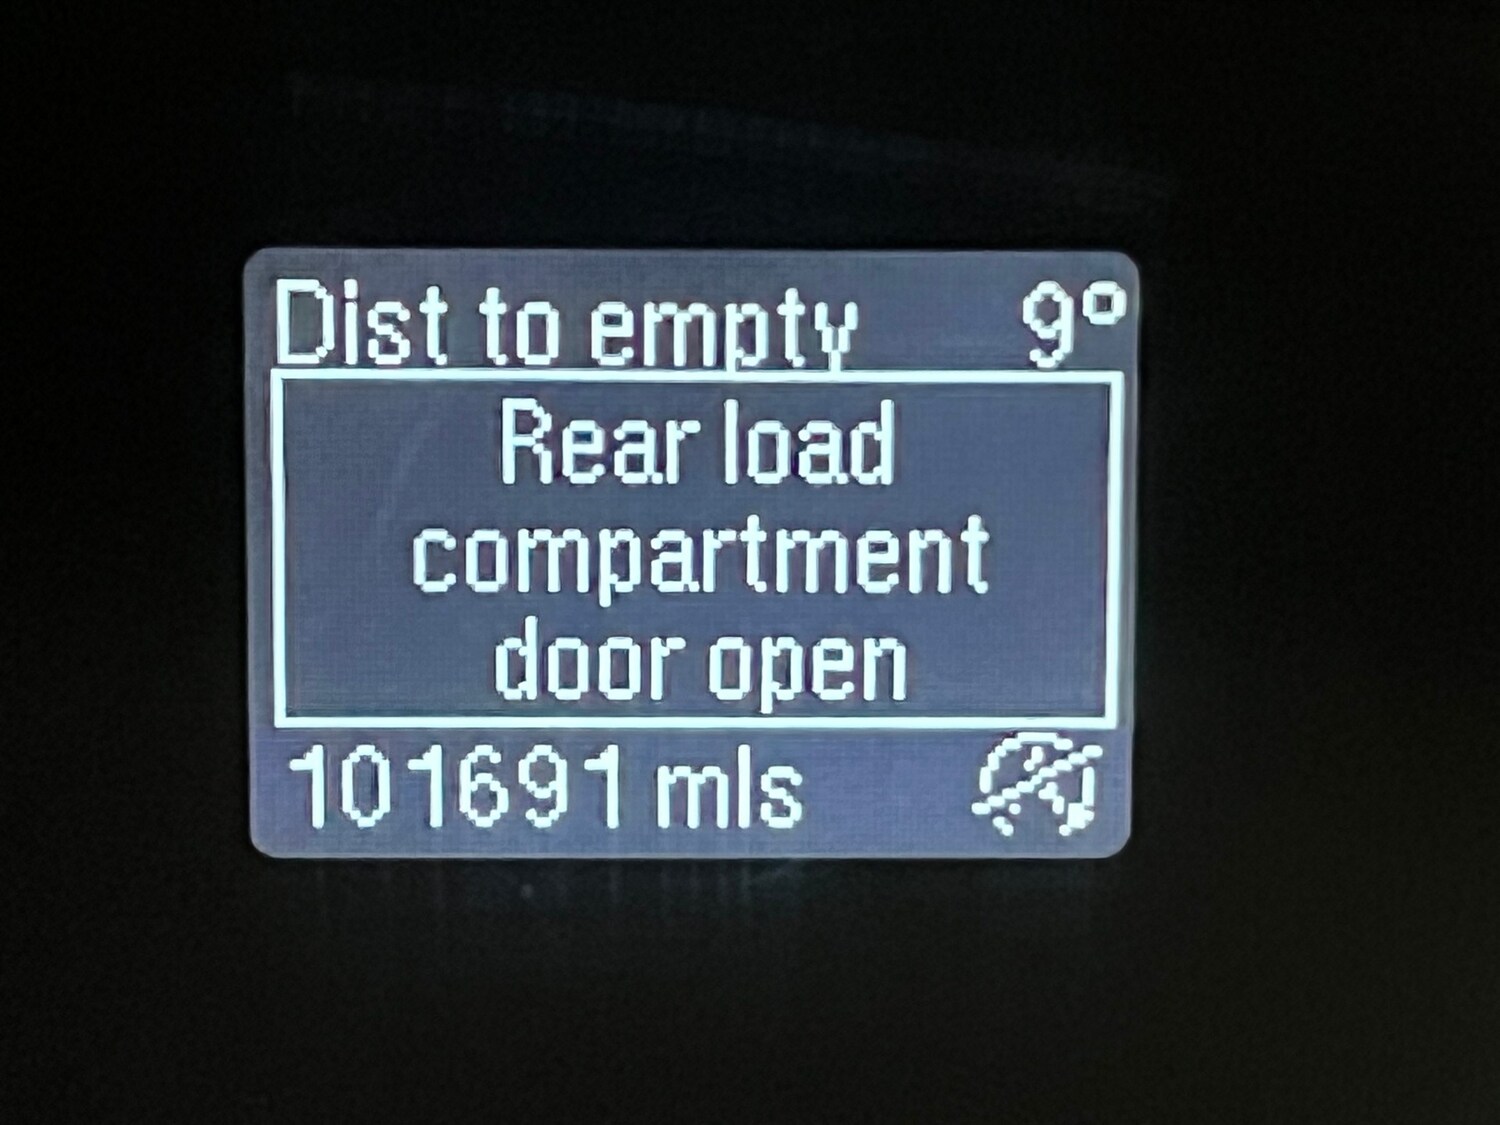 Dist to empty 9°
Rear load
compartment
door open
101691 mls